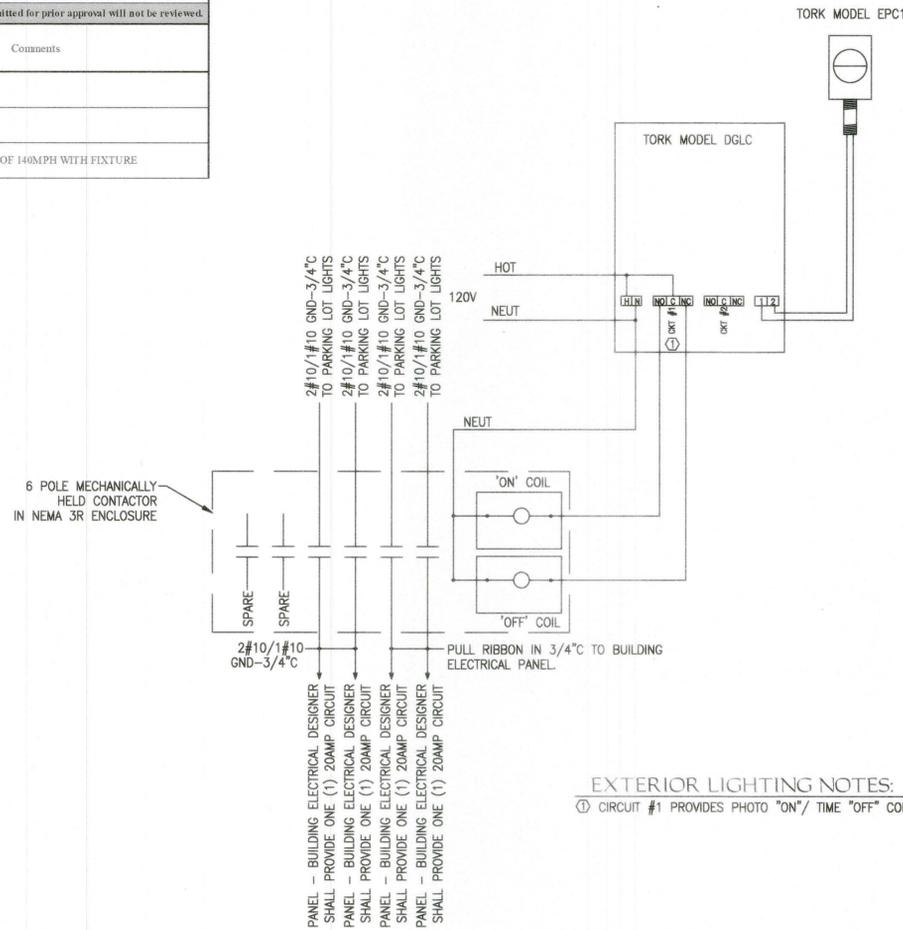 itted for prior approval will not be reviewed.
Comments
OF 140MPH WITH FIXTURE
TORK MODEL EPC1
TORK MODEL DGLC
HOT
120V
NEUT
H N
NO C NC
NO C NC
1 2
CKT #1
CKT #2
1
2#10/1#10 GND-3/4"C
TO PARKING LOT LIGHTS
2#10/1#10 GND-3/4"C
TO PARKING LOT LIGHTS
2#10/1#10 GND-3/4"C
TO PARKING LOT LIGHTS
2#10/1#10 GND-3/4"C
TO PARKING LOT LIGHTS
NEUT
6 POLE MECHANICALLY
HELD CONTACTOR
IN NEMA 3R ENCLOSURE
'ON' COIL
'OFF' COIL
SPARE
SPARE
2#10/1#10
GND-3/4"C
PULL RIBBON IN 3/4"C TO BUILDING
ELECTRICAL PANEL.
PANEL - BUILDING ELECTRICAL DESIGNER
SHALL PROVIDE ONE (1) 20AMP CIRCUIT
PANEL - BUILDING ELECTRICAL DESIGNER
SHALL PROVIDE ONE (1) 20AMP CIRCUIT
PANEL - BUILDING ELECTRICAL DESIGNER
SHALL PROVIDE ONE (1) 20AMP CIRCUIT
PANEL - BUILDING ELECTRICAL DESIGNER
SHALL PROVIDE ONE (1) 20AMP CIRCUIT
EXTERIOR LIGHTING NOTES:
1 CIRCUIT #1 PROVIDES PHOTO "ON"/ TIME "OFF" CO